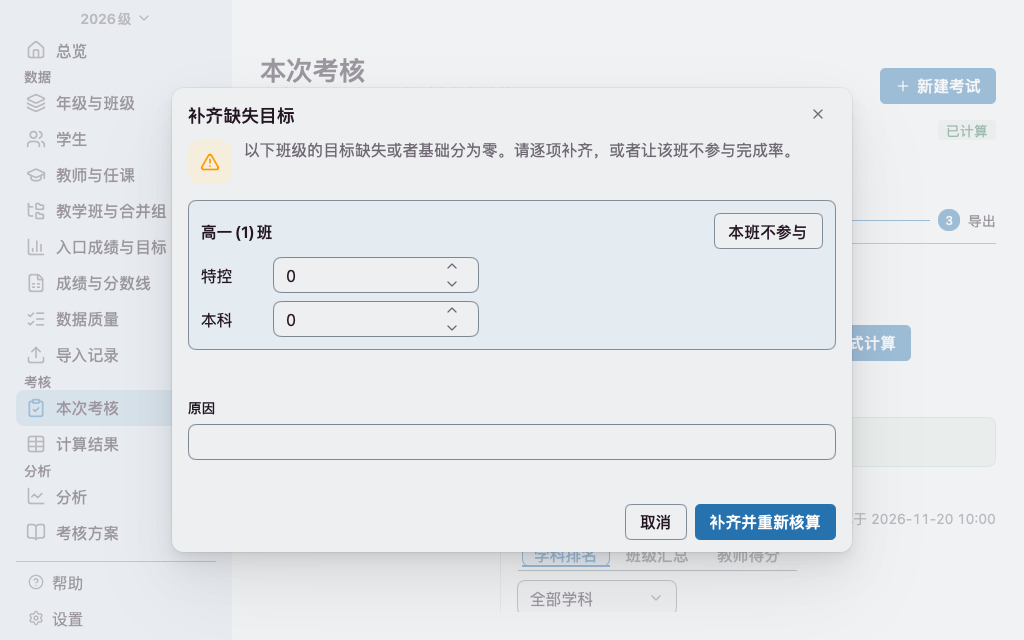 2026级
总览
数据
年级与班级
学生
教师与任课
教学班与合并组
入口成绩与目标
成绩与分数线
数据质量
导入记录
考核
本次考核
计算结果
分析
分析
考核方案
帮助
设置
本次考核
新建考试
已计算
3 导出
补齐缺失目标
以下班级的目标缺失或者基础分为零。请逐项补齐，或者让该班不参与完成率。
高一 (1) 班
本班不参与
特控 0
本科 0
原因
取消
补齐并重新核算
式计算
于 2026-11-20 10:00
学科排名 班级汇总 教师得分
全部学科